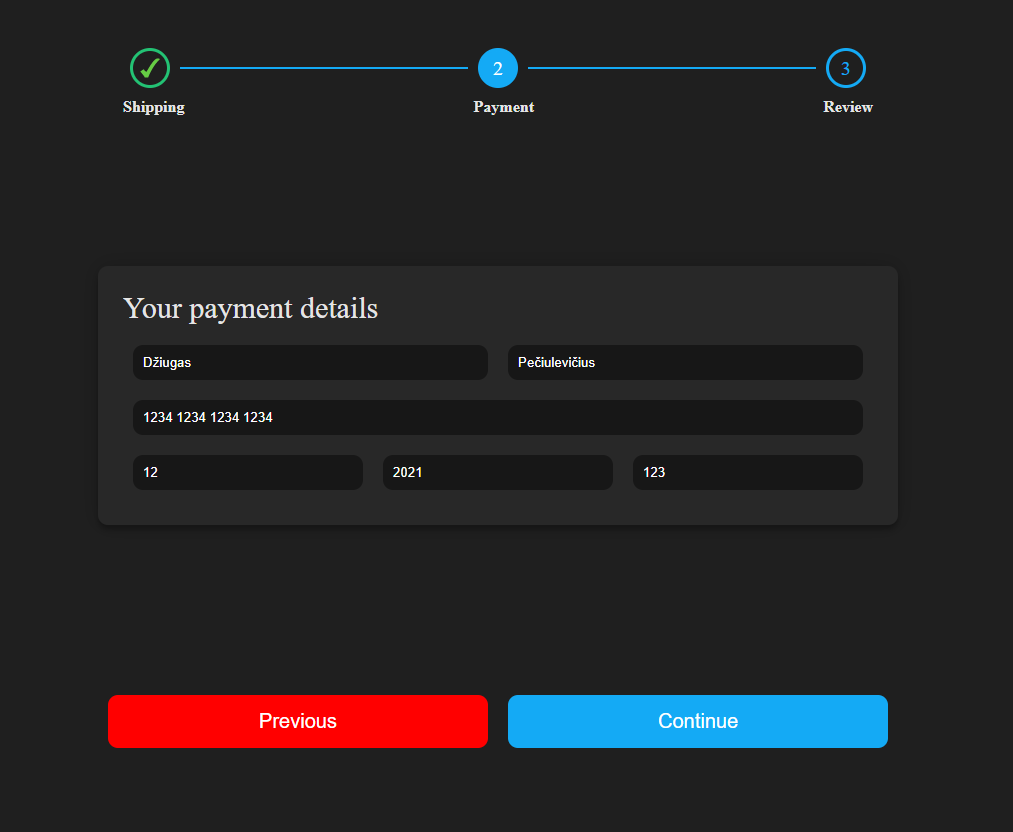 ✓ 2 3
Shipping Payment Review
Your payment details
Džiugas Pečiulevičius
1234 1234 1234 1234
12 2021 123
Previous Continue